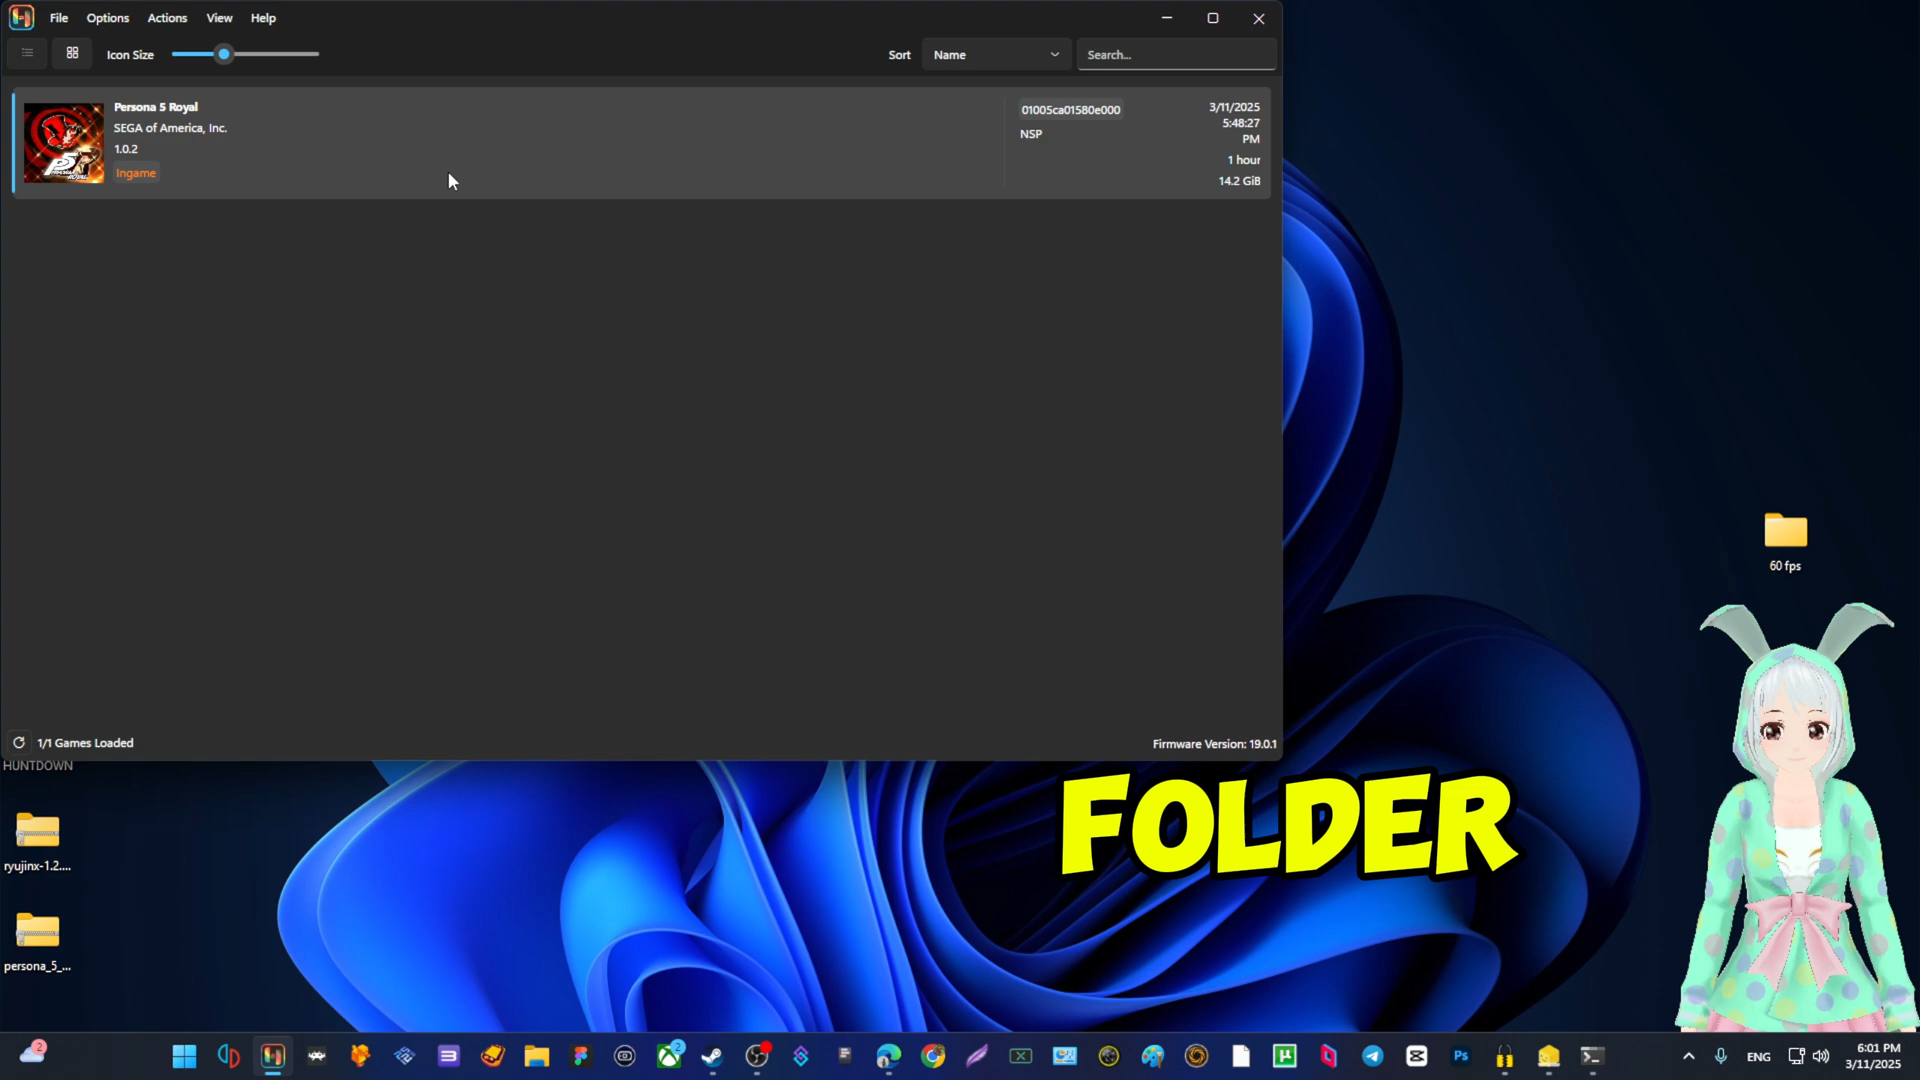 File Options Actions View Help
Icon Size
Sort Name Search...
Persona 5 Royal
SEGA of America, Inc.
1.0.2
Ingame
01005ca01580e000
NSP
3/11/2025
5:48:27
PM
1 hour
14.2 GiB
60 fps
1/1 Games Loaded
Firmware Version: 19.0.1
HUNTDOWN
FOLDER
ryujinx-1.2....
persona_5_...
2
2
Ps
ENG
6:01 PM
3/11/2025